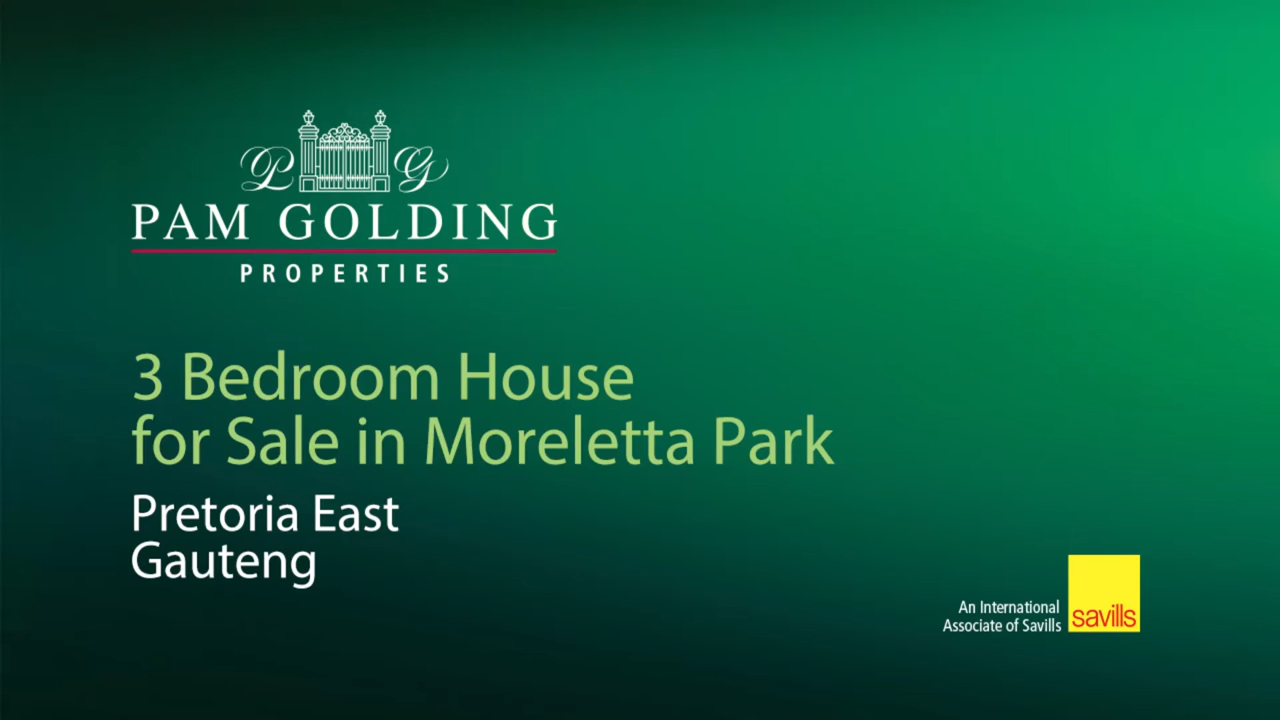 P G
PAM GOLDING
PROPERTIES
3 Bedroom House
for Sale in Moreletta Park
Pretoria East
Gauteng
An International
Associate of Savills
savills